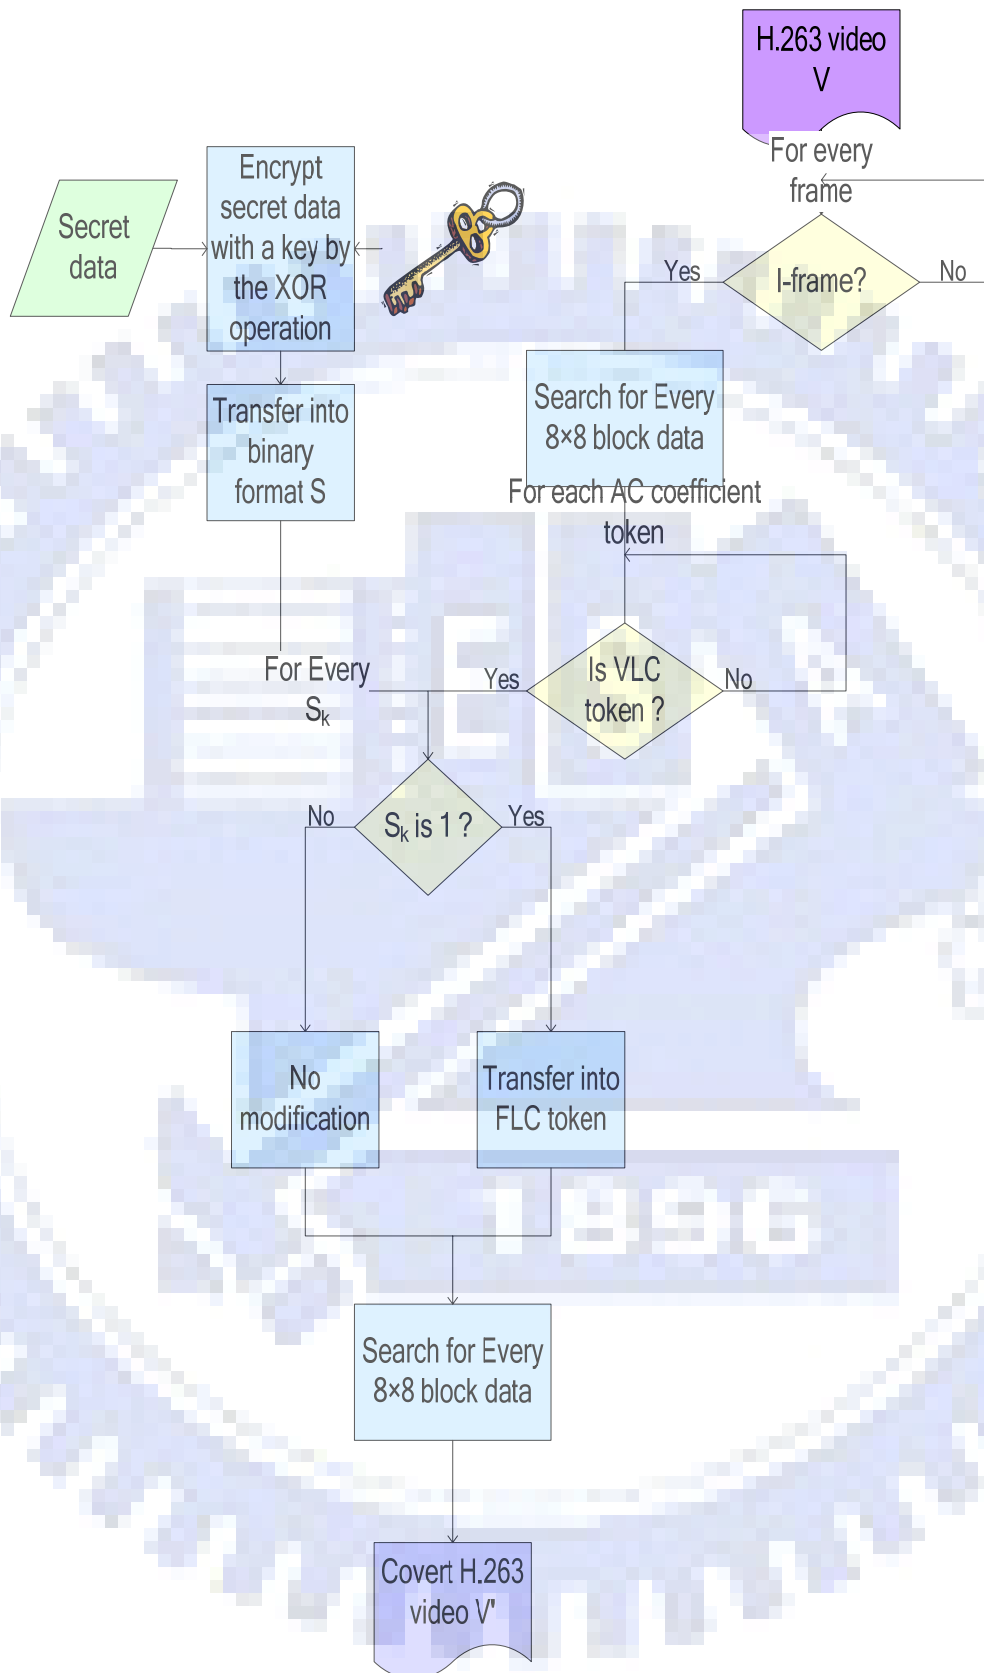 H.263 video
V
For every
frame
Encrypt
secret data
with a key by
the XOR
operation
Secret
data
Yes
I-frame?
No
Transfer into
binary
format S
Search for Every
8×8 block data
For each AC coefficient
token
For Every
Sₖ
Yes
Is VLC
token ?
No
No
Sₖ is 1 ?
Yes
No
modification
Transfer into
FLC token
1896
Search for Every
8×8 block data
Covert H.263
video V"